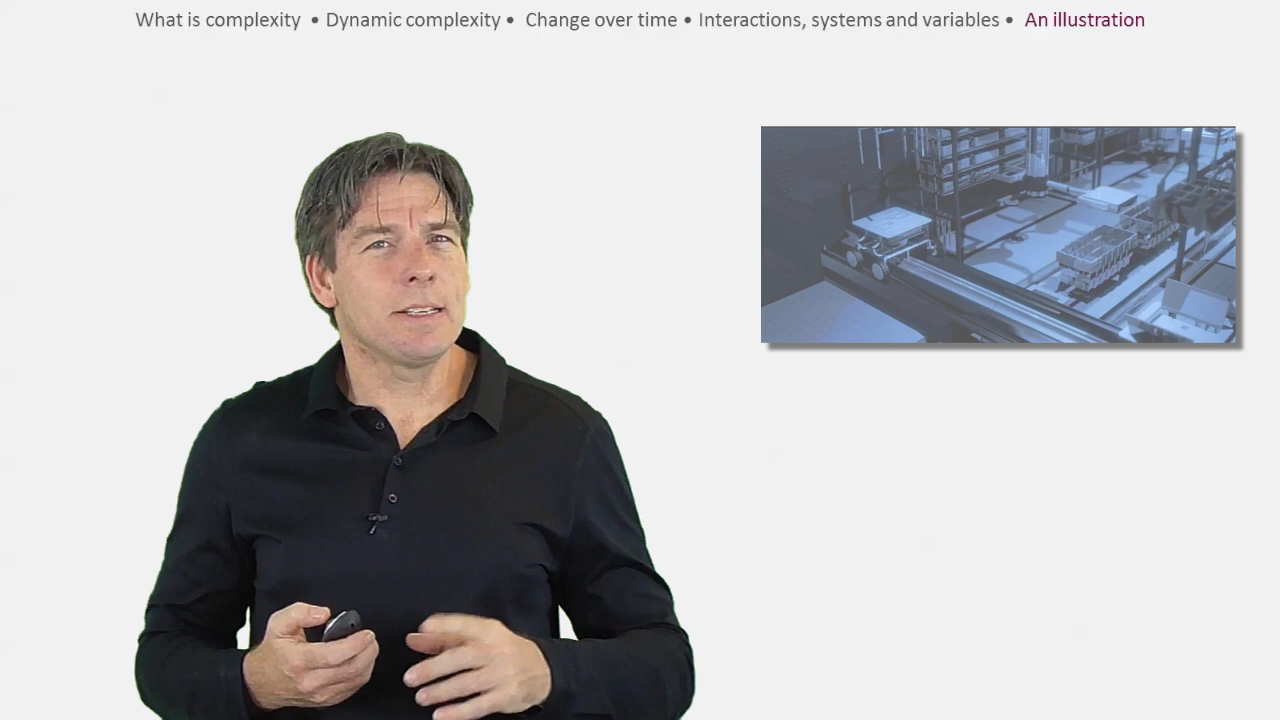 What is complexity • Dynamic complexity • Change over time • Interactions, systems and variables • An illustration